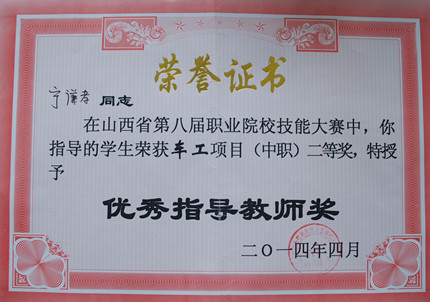 荣誉证书
同志
在山西省第八届职业院校技能大赛中，你
指导的学生荣获车工项目（中职）二等奖，特授
予
优秀指导教师奖
二〇一四年四月